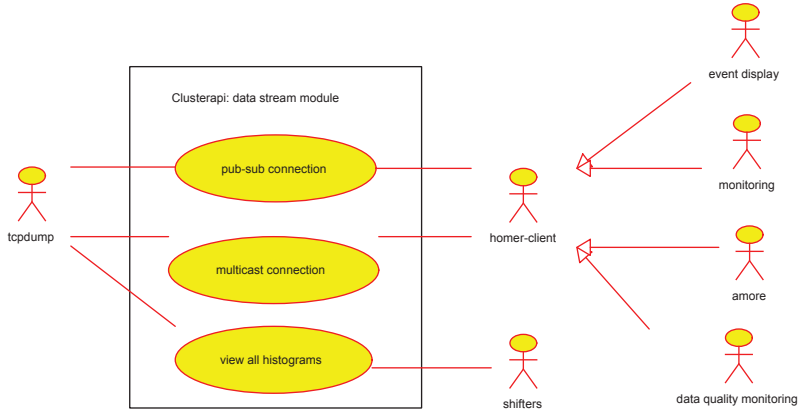 event display
Clusterapi: data stream module
pub-sub connection
monitoring
tcpdump
homer-client
multicast connection
amore
view all histograms
shifters
data quality monitoring